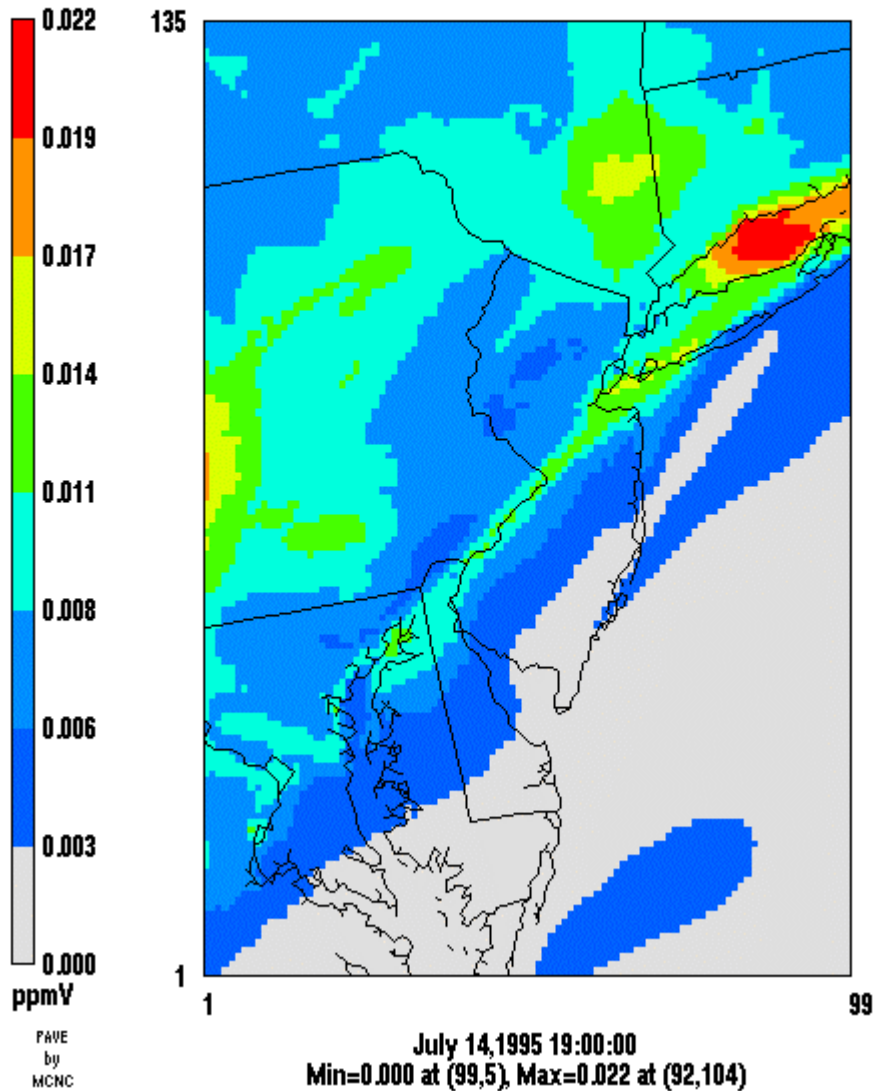 0.022
0.019
0.017
0.014
0.011
0.008
0.006
0.003
0.000
ppmV
PAVE
by
MCNC
135
1
1
99
July 14,1995 19:00:00
Min=0.000 at (99,5), Max=0.022 at (92,104)